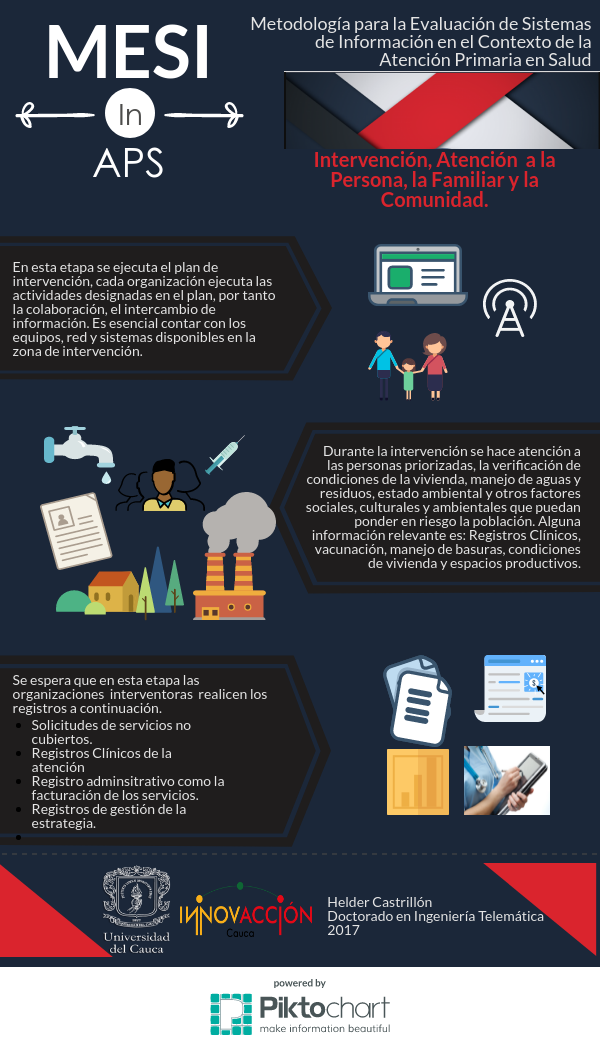 MESI
In
APS
Metodología para la Evaluación de Sistemas
de Información en el Contexto de la
Atención Primaria en Salud
Intervención, Atención a la
Persona, la Familiar y la
Comunidad.
En esta etapa se ejecuta el plan de
intervención, cada organización ejecuta las
actividades designadas en el plan, por tanto
la colaboración, el intercambio de
información. Es esencial contar con los
equipos, red y sistemas disponibles en la
zona de intervención.
Durante la intervención se hace atención a
las personas priorizadas, la verificación de
condiciones de la vivienda, manejo de aguas y
residuos, estado ambiental y otros factores
sociales, culturales y ambientales que puedan
ponder en riesgo la población. Alguna
información relevante es: Registros Clínicos,
vacunación, manejo de basuras, condiciones
de vivienda y espacios productivos.
Se espera que en esta etapa las
organizaciones interventoras realicen los
registros a continuación.
Solicitudes de servicios no
cubiertos.
Registros Clínicos de la
atención
Registro adminsitrativo como la
facturación de los servicios.
Registros de gestión de la
estrategia.
Universidad
del Cauca
INNOVACCIÓN
Cauca
Helder Castrillón
Doctorado en Ingeniería Telemática
2017
powered by
Piktochart
make information beautiful